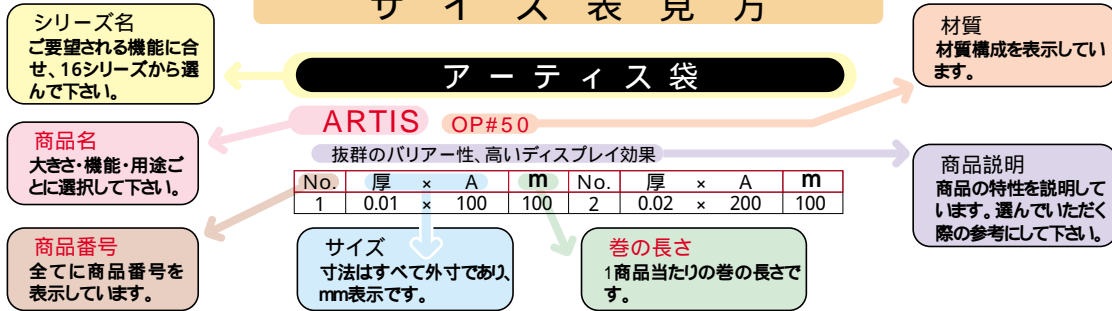 サイズ表見方
シリーズ名
ご要望される機能に合
せ、16シリーズから選
んで下さい。
材質
材質構成を表示してい
ます。
アーティス袋
ARTIS OP#50
抜群のバリアー性、高いディスプレイ効果
商品名
大きさ・機能・用途ご
とに選択して下さい。
商品説明
商品の特性を説明して
います。選んでいただく
際の参考にして下さい。
No. 厚 × A m No. 厚 × A m
1 0.01 × 100 100 2 0.02 × 200 100
商品番号
全てに商品番号を
表示しています。
サイズ
寸法はすべて外寸であり、
mm表示です。
巻の長さ
1商品当たりの巻の長さで
す。